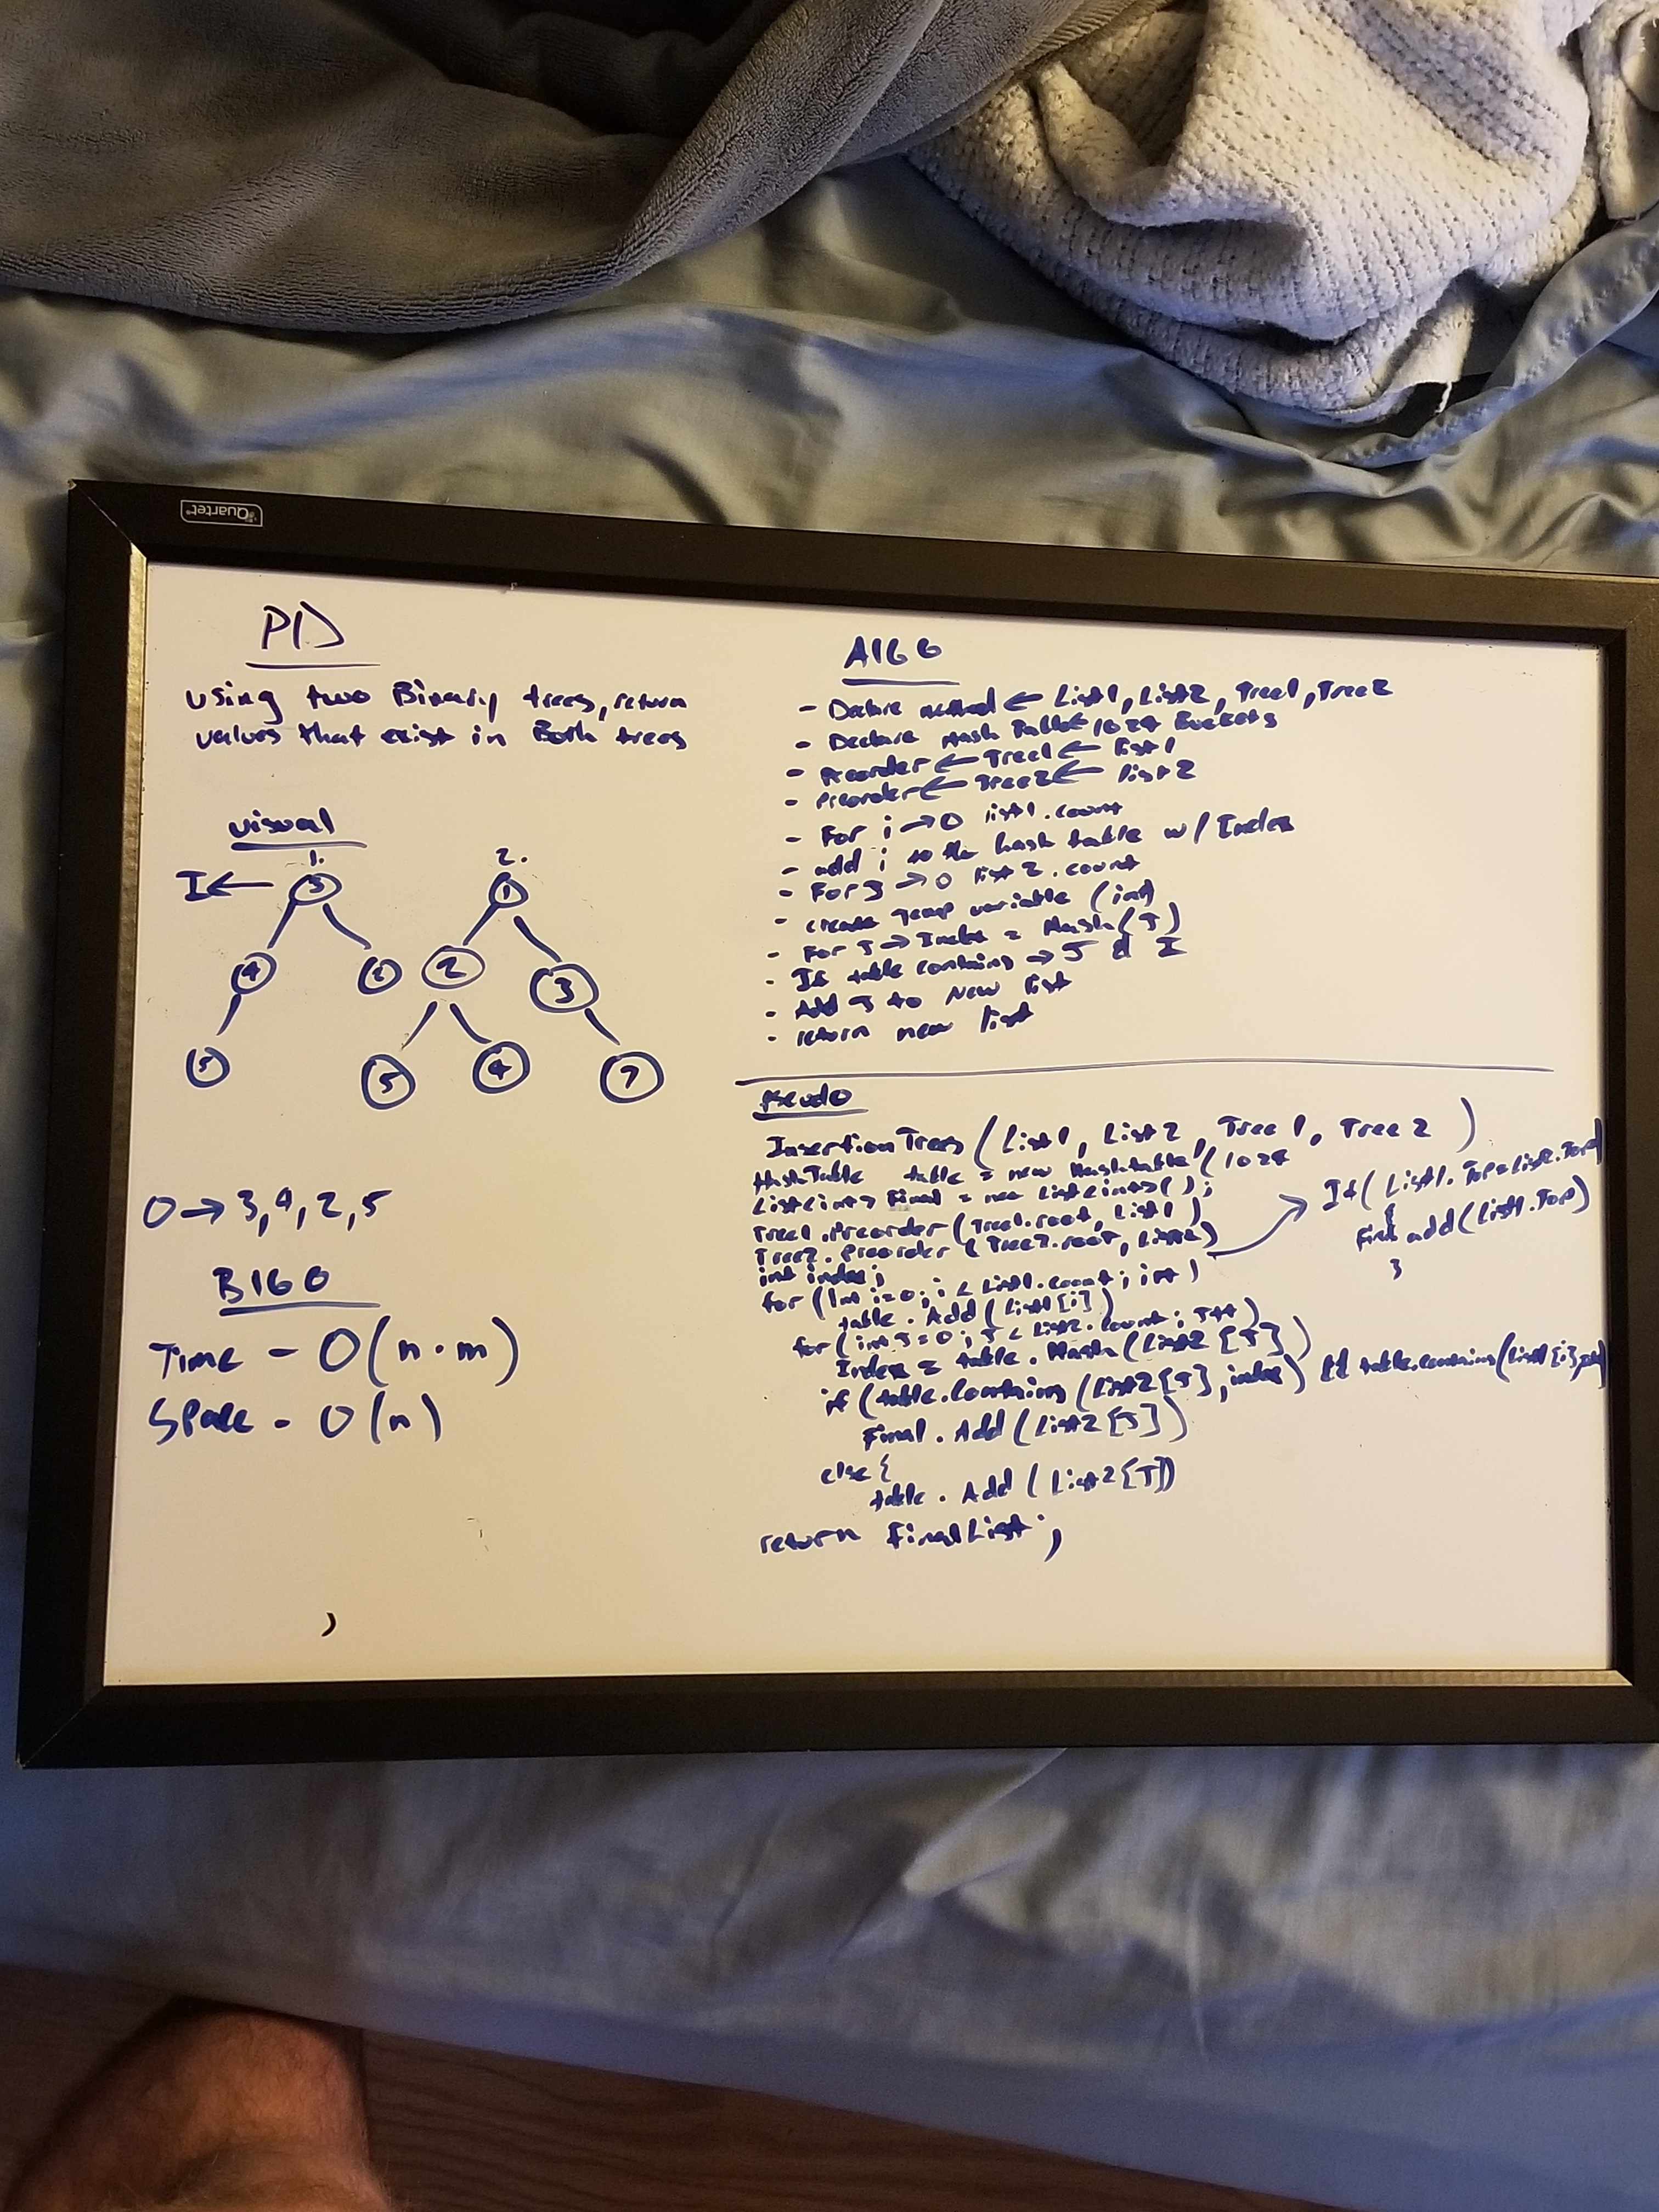 Quartet
PD
using two Binary trees, return
values that exist in Both trees
visual
1.
2.
I ←
1
4
2
3
5
4
7
O → 3, 4, 2, 5
BIG O
Time - O(n · m)
Space - O(n)
AlGO
- Declare method ← List1, List2, Tree1, Tree2
- Declare Hash Table ← 1024 Buckets
- Preorder ← Tree1 ← list1
- Preorder ← Tree2 ← list2
- For i → 0 list1.count
- add i to the hash table w/ Index
- For J → 0 list2.count
- create temp variable (int)
- For J → Index = Hash(J)
- If table contains → J & I
- Add J to New list
- return new list
Pseudo
InsertionTrees (List1, List2, Tree1, Tree2)
HashTable table = new Hashtable(1024
List<int> Final = new List<int>();
Tree1.Preorder(Tree1.root, List1)
Tree2.Preorder(Tree2.root, List2)
If (List1.Top = List2.Top)
{
add(List1.Top)
}
int index;
for (int i=0; i < List1.count; i++)
table.Add(List1[i])
for (int J=0; J < List2.count; J++)
Index = table.Hash(List2[J])
if (table.contains(List2[J], index) && table.contains(List1[i],
Final.Add(List2[J])
else {
table.Add(List2[J])
return finalList;